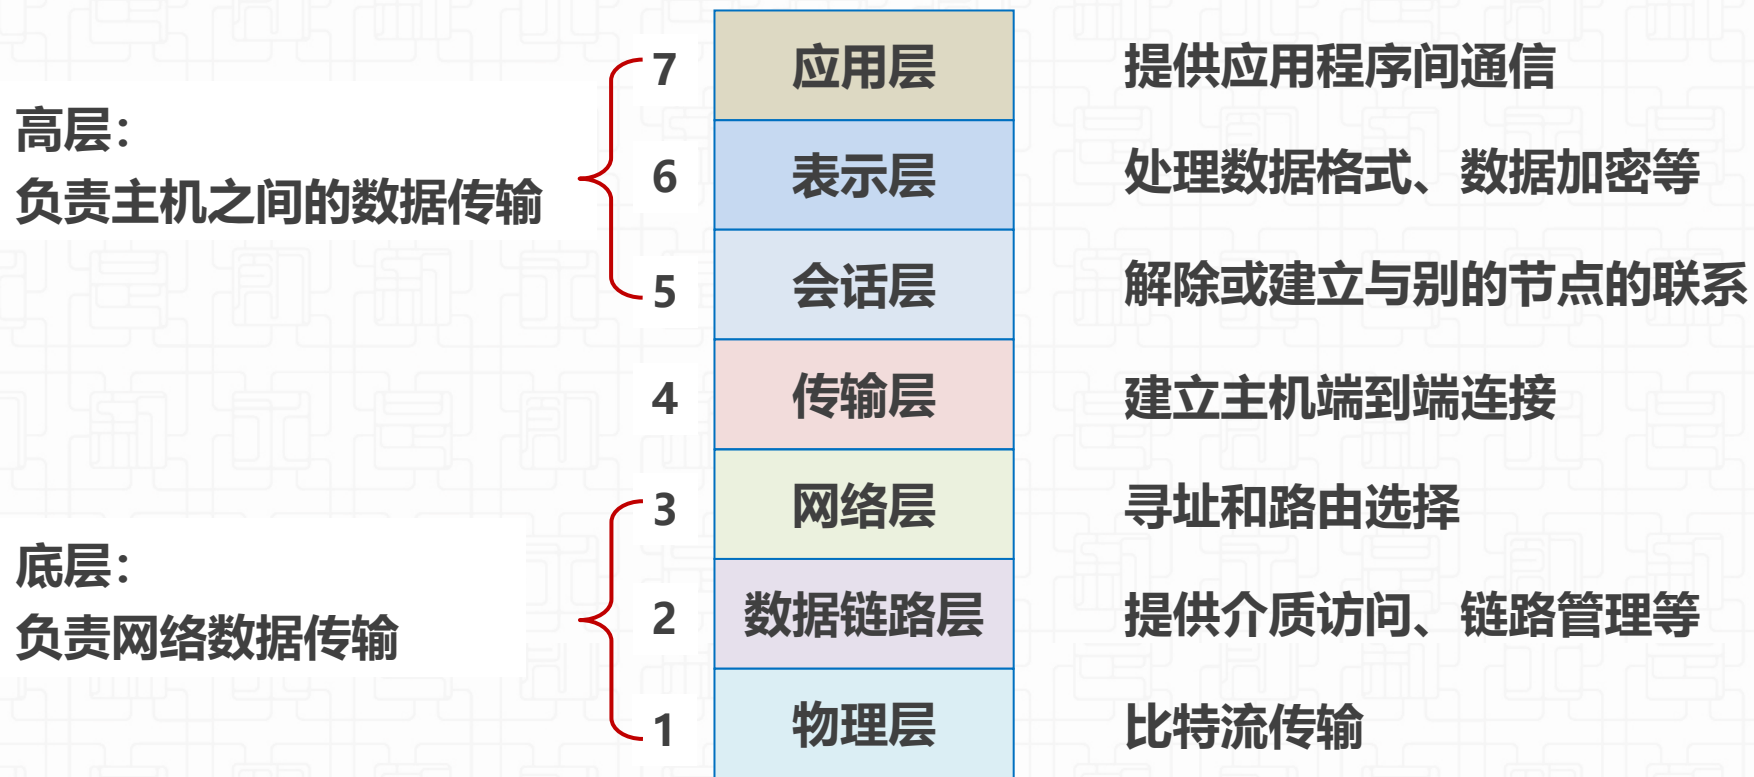 7 应用层 提供应用程序间通信
高层：
6 表示层 处理数据格式、数据加密等
负责主机之间的数据传输
5 会话层 解除或建立与别的节点的联系
4 传输层 建立主机端到端连接
3 网络层 寻址和路由选择
底层：
2 数据链路层 提供介质访问、链路管理等
负责网络数据传输
1 物理层 比特流传输